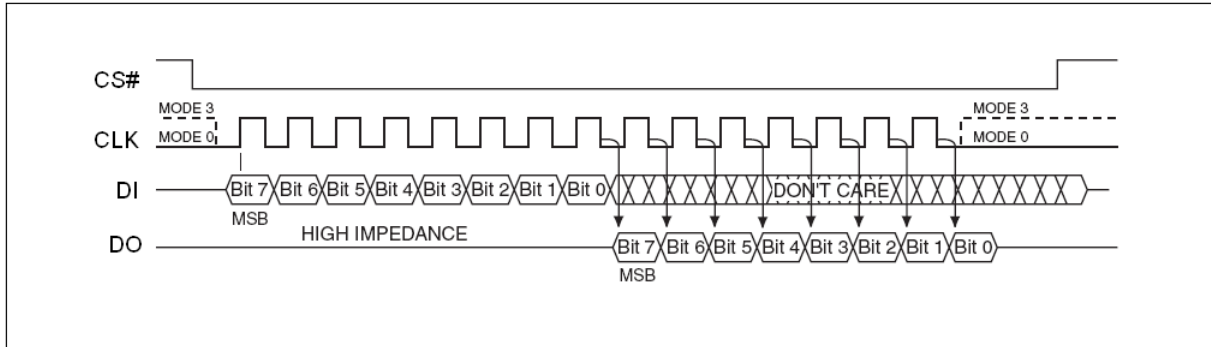 CS#
MODE 3 MODE 3
CLK MODE 0 MODE 0
DI Bit 7 Bit 6 Bit 5 Bit 4 Bit 3 Bit 2 Bit 1 Bit 0 DON'T CARE
MSB
HIGH IMPEDANCE
DO Bit 7 Bit 6 Bit 5 Bit 4 Bit 3 Bit 2 Bit 1 Bit 0
MSB